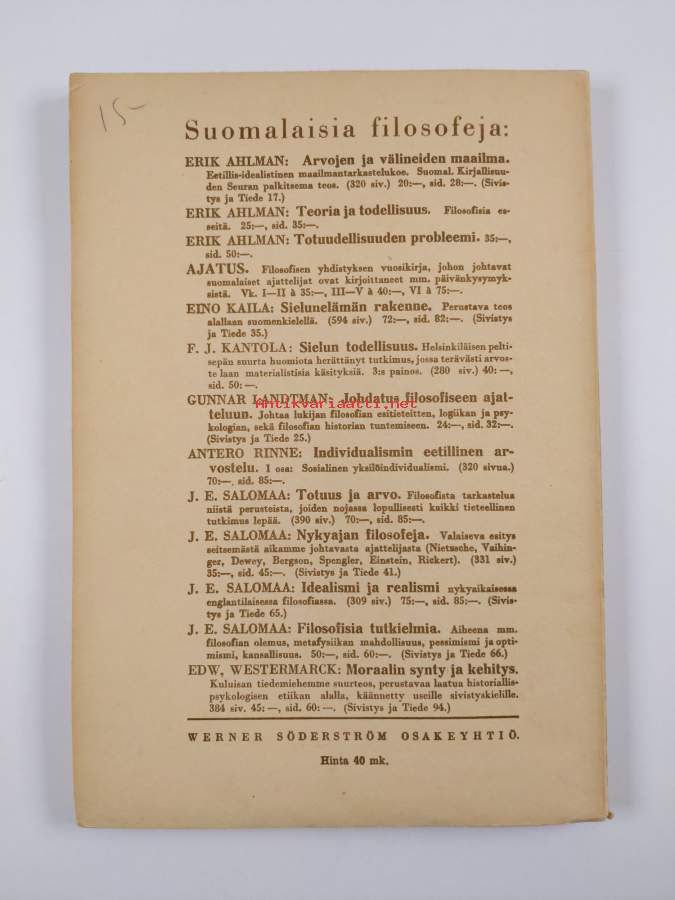 15-
Suomalaisia filosofeja:
ERIK AHLMAN: Arvojen ja välineiden maailma.
Eetillis-idealistinen maailmantarkastelukoe. Suomal. Kirjallisuu-
den Seuran palkitsema teos. (320 siv.) 20:—, sid. 28:—. (Sivis-
tys ja Tiede 17.)
ERIK AHLMAN: Teoria ja todellisuus. Filosofisia es-
seitä. 25:—, sid. 35:—.
ERIK AHLMAN: Totuudellisuuden probleemi. 35:—,
sid. 50:—.
AJATUS. Filosofisen yhdistyksen vuosikirja, johon johtavat
suomalaiset ajattelijat ovat kirjoittaneet mm. päivänkysymyk-
sistä. Vk. I—II à 35:—, III—V à 40:—, VI à 75:—.
EINO KAILA: Sielunelämän rakenne. Perustava teos
alallaan suomenkielellä. (594 siv.) 72:—, sid. 82:—. (Sivistys
ja Tiede 35.)
F. J. KANTOLA: Sielun todellisuus. Helsinkiläisen pelti-
sepän suurta huomiota herättänyt tutkimus, jossa terävästi arvos-
tellaan materialistisia käsityksiä. 3:s painos. (280 siv.) 40:—,
sid. 50:—.
Antikvariaatti.net
GUNNAR LANDTMAN: Johdatus filosofiseen ajat-
teluun. Johtaa lukijan filosofian esitieteitten, logiikan ja psy-
kologian, sekä filosofian historian tuntemiseen. 24:—, sid. 32:—.
(Sivistys ja Tiede 25.)
ANTERO RINNE: Individualismin eetillinen ar-
vostelu. I osa: Sosialinen yksilöindividualismi. (320 sivua.)
70:—, sid. 85:—.
J. E. SALOMAA: Totuus ja arvo. Filosofista tarkastelua
niistä perusteista, joiden nojassa lopullisesti kaikki tieteellinen
tutkimus lepää. (390 siv.) 70:—, sid. 85:—.
J. E. SALOMAA: Nykyajan filosofeja. Valaiseva esitys
seitsemästä aikamme johtavasta ajattelijasta (Nietzsche, Vaihin-
ger, Dewey, Bergson, Spengler, Einstein, Rickert). (331 siv.)
35:—, sid. 45:—. (Sivistys ja Tiede 41.)
J. E. SALOMAA: Idealismi ja realismi nykyaikaisessa
englantilaisessa filosofiassa. (309 siv.) 75:—, sid. 85:—. (Sivis-
tys ja Tiede 65.)
J. E. SALOMAA: Filosofisia tutkielmia. Aiheena mm.
filosofian olemus, metafysiikan mahdollisuus, pessimismi ja opti-
mismi, kansallisuus. 50:—, sid. 60:—. (Sivistys ja Tiede 66.)
EDW. WESTERMARCK: Moraalin synty ja kehitys.
Kuluisan tiedemiehemme suurteos, perustavaa laatua historiallis-
psykologisen etiikan alalla, käännetty useille sivistyskielille.
384 siv. 45:—, sid. 60:—. (Sivistys ja Tiede 94.)
WERNER SÖDERSTRÖM OSAKEYHTIÖ.
Hinta 40 mk.